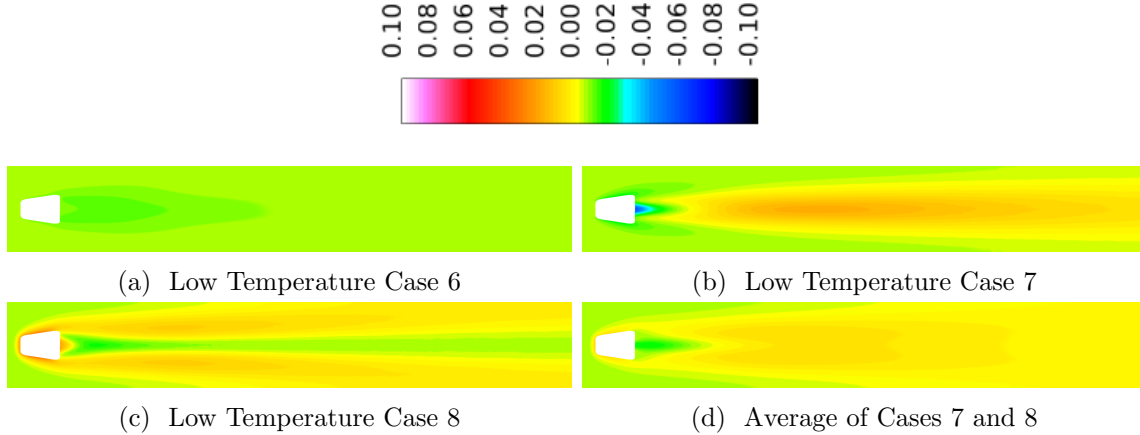 0.10 0.08 0.06 0.04 0.02 0.00 -0.02 -0.04 -0.06 -0.08 -0.10
(a) Low Temperature Case 6
(b) Low Temperature Case 7
(c) Low Temperature Case 8
(d) Average of Cases 7 and 8